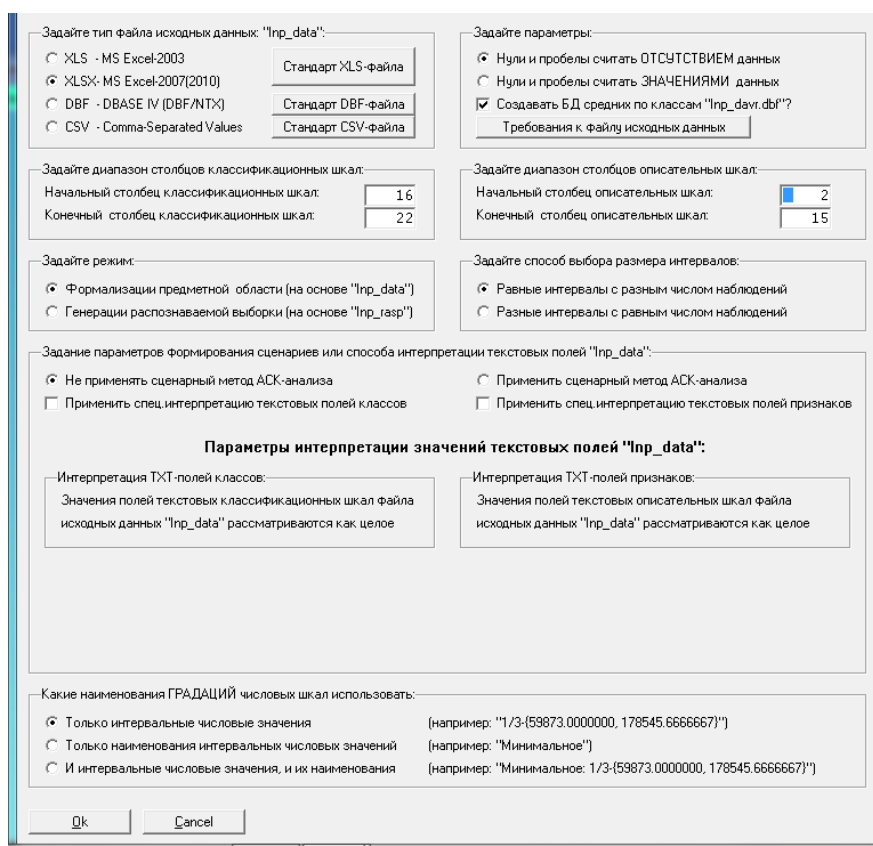 Задайте тип файла исходных данных: "Inp_data":
XLS - MS Excel-2003
XLSX- MS Excel-2007(2010)
DBF - DBASE IV (DBF/NTX)
CSV - Comma-Separated Values
Стандарт XLS-файла
Стандарт DBF-файла
Стандарт CSV-файла
Задайте параметры:
Нули и пробелы считать ОТСУТСТВИЕМ данных
Нули и пробелы считать ЗНАЧЕНИЯМИ данных
Создавать БД средних по классам "Inp_davr.dbf"?
Требования к файлу исходных данных
Задайте диапазон столбцов классификационных шкал:
Начальный столбец классификационных шкал: 16
Конечный столбец классификационных шкал: 22
Задайте диапазон столбцов описательных шкал:
Начальный столбец описательных шкал: 2
Конечный столбец описательных шкал: 15
Задайте режим:
Формализации предметной области (на основе "Inp_data")
Генерации распознаваемой выборки (на основе "Inp_rasp")
Задайте способ выбора размера интервалов:
Равные интервалы с разным числом наблюдений
Разные интервалы с равным числом наблюдений
Задание параметров формирования сценариев или способа интерпретации текстовых полей "Inp_data":
Не применять сценарный метод АСК-анализа
Применить сценарный метод АСК-анализа
Применить спец.интерпретацию текстовых полей классов
Применить спец.интерпретацию текстовых полей признаков
Параметры интерпретации значений текстовых полей "Inp_data":
Интерпретация TXT-полей классов:
Значения полей текстовых классификационных шкал файла
исходных данных "Inp_data" рассматриваются как целое
Интерпретация TXT-полей признаков:
Значения полей текстовых описательных шкал файла
исходных данных "Inp_data" рассматриваются как целое
Какие наименования ГРАДАЦИЙ числовых шкал использовать:
Только интервальные числовые значения (например: "1/3-{59873.0000000, 178545.6666667}")
Только наименования интервальных числовых значений (например: "Минимальное")
И интервальные числовые значения, и их наименования (например: "Минимальное: 1/3-{59873.0000000, 178545.6666667}")
Ok
Cancel